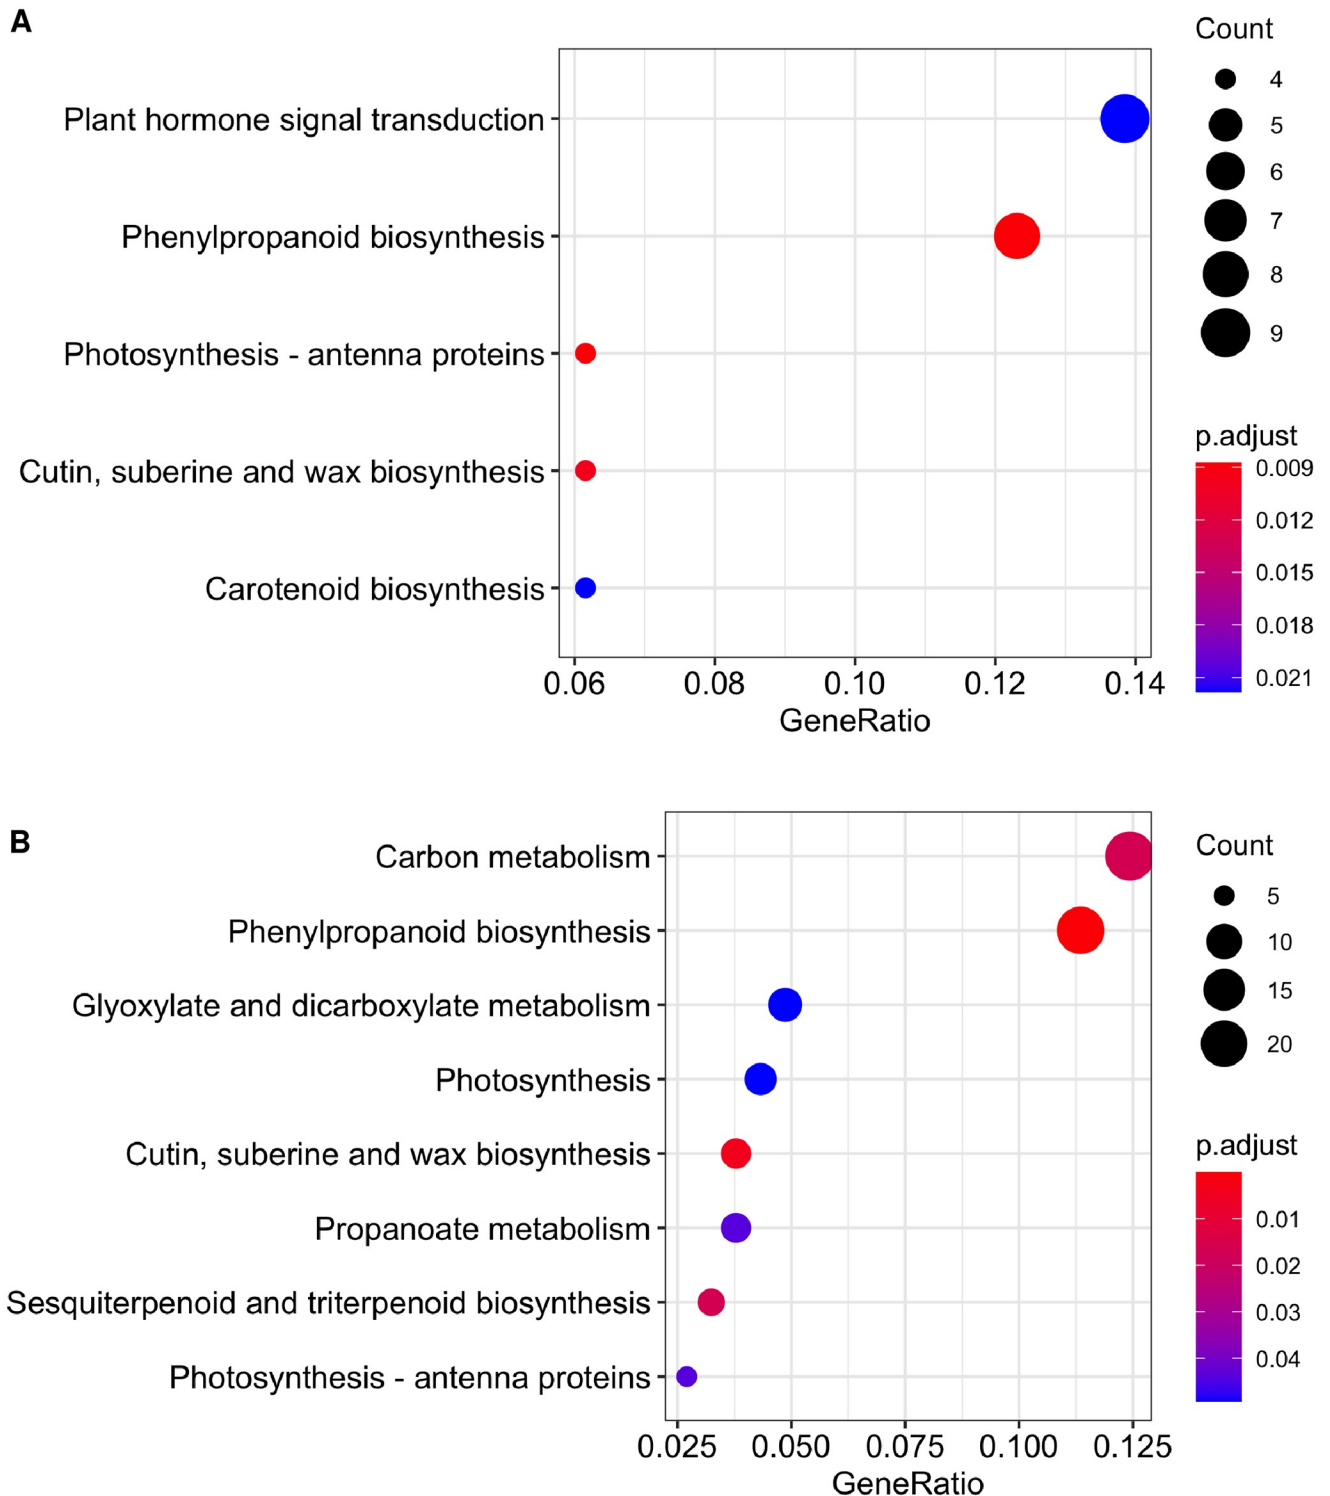 A
Plant hormone signal transduction
Phenylpropanoid biosynthesis
Photosynthesis - antenna proteins
Cutin, suberine and wax biosynthesis
Carotenoid biosynthesis
0.06 0.08 0.10 0.12 0.14
GeneRatio
Count
4
5
6
7
8
9
p.adjust
0.009
0.012
0.015
0.018
0.021
B
Carbon metabolism
Phenylpropanoid biosynthesis
Glyoxylate and dicarboxylate metabolism
Photosynthesis
Cutin, suberine and wax biosynthesis
Propanoate metabolism
Sesquiterpenoid and triterpenoid biosynthesis
Photosynthesis - antenna proteins
0.025 0.050 0.075 0.100 0.125
GeneRatio
Count
5
10
15
20
p.adjust
0.01
0.02
0.03
0.04